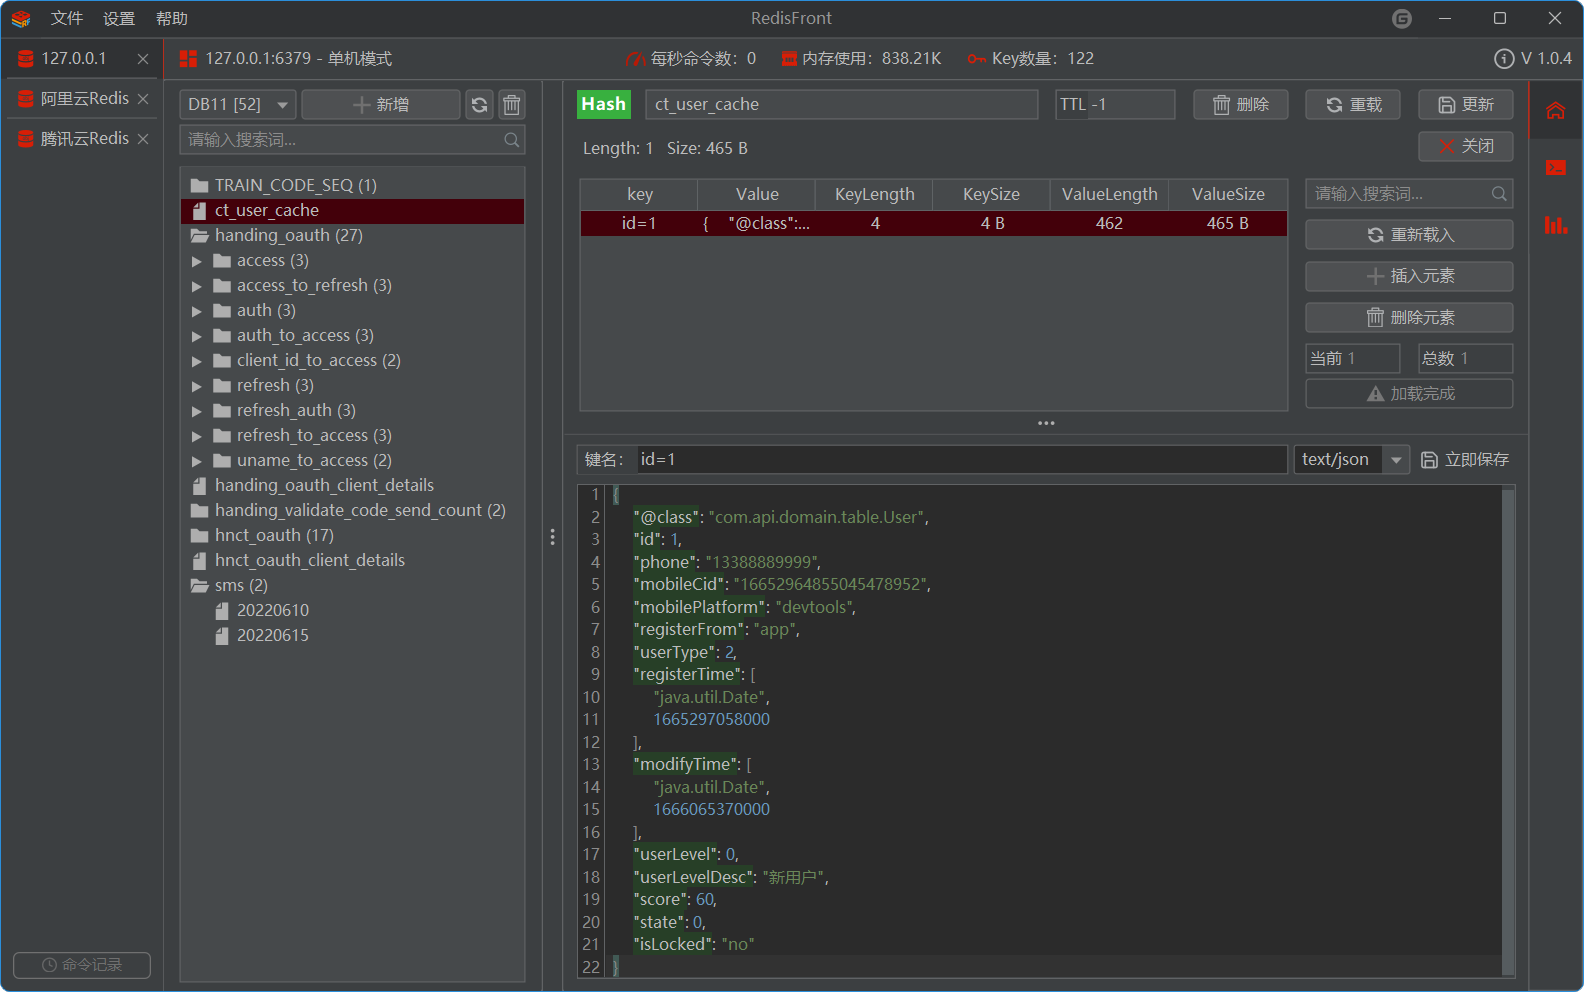 文件 设置 帮助 RedisFront
127.0.0.1
阿里云Redis
腾讯云Redis
命令记录
127.0.0.1:6379 - 单机模式 每秒命令数: 0 内存使用: 838.21K Key数量: 122 V 1.0.4
DB11 [52] 新增
请输入搜索词...
TRAIN_CODE_SEQ (1)
ct_user_cache
handing_oauth (27)
access (3)
access_to_refresh (3)
auth (3)
auth_to_access (3)
client_id_to_access (2)
refresh (3)
refresh_auth (3)
refresh_to_access (3)
uname_to_access (2)
handing_oauth_client_details
handing_validate_code_send_count (2)
hnct_oauth (17)
hnct_oauth_client_details
sms (2)
20220610
20220615
Hash ct_user_cache TTL -1 删除 重载 更新
Length: 1 Size: 465 B 关闭
key Value KeyLength KeySize ValueLength ValueSize
id=1 { "@class":... 4 4 B 462 465 B
请输入搜索词...
重新载入
插入元素
删除元素
当前 1 总数 1
加载完成
键名: id=1 text/json 立即保存
1 {
2 "@class": "com.api.domain.table.User",
3 "id": 1,
4 "phone": "13388889999",
5 "mobileCid": "16652964855045478952",
6 "mobilePlatform": "devtools",
7 "registerFrom": "app",
8 "userType": 2,
9 "registerTime": [
10 "java.util.Date",
11 1665297058000
12 ],
13 "modifyTime": [
14 "java.util.Date",
15 1666065370000
16 ],
17 "userLevel": 0,
18 "userLevelDesc": "新用户",
19 "score": 60,
20 "state": 0,
21 "isLocked": "no"
22 }